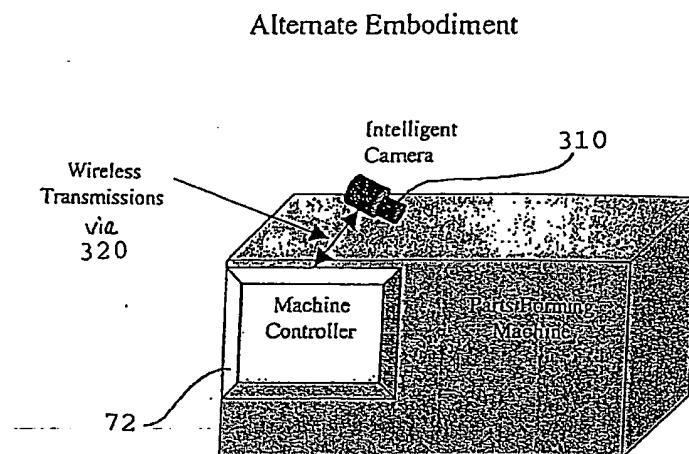 Alternate Embodiment
Intelligent
Camera
310
Wireless
Transmissions
via
320
Machine
Controller
Parts Forming
Machine
72